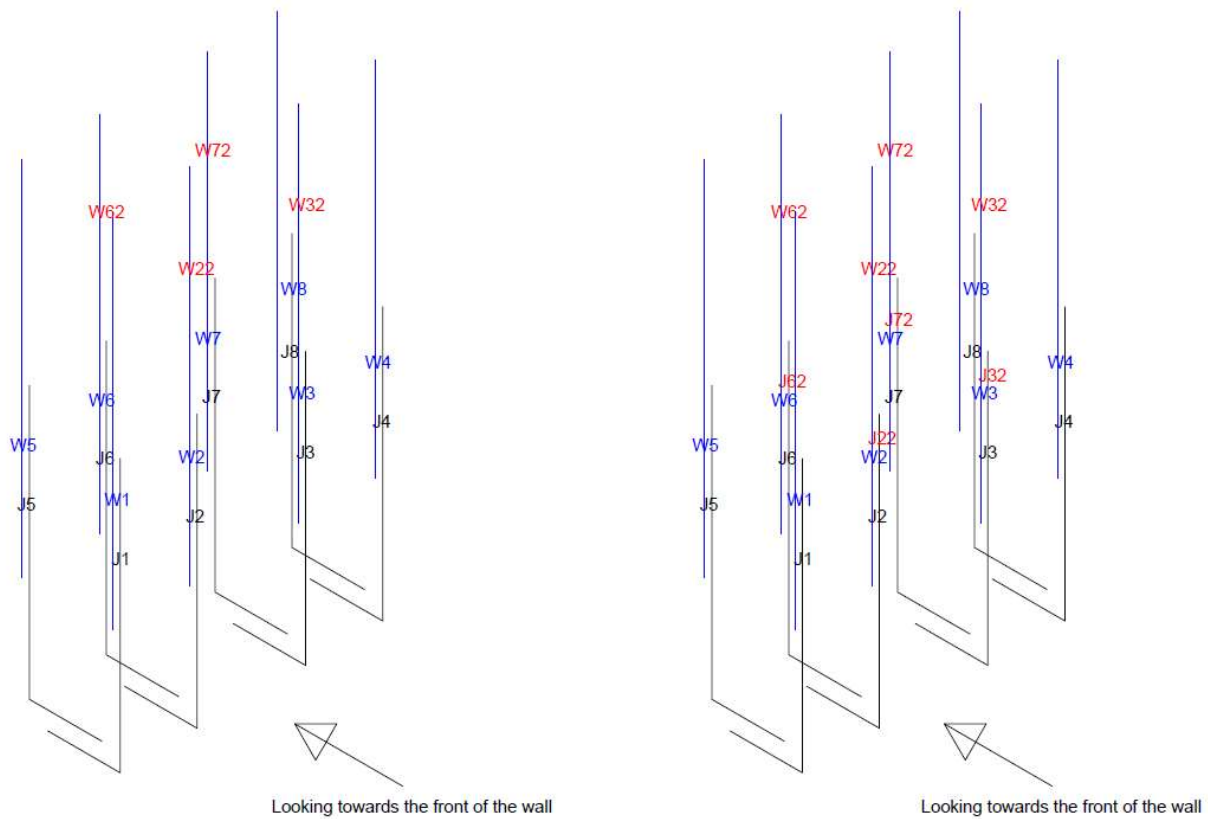 W72
W62
W32
W22
W8
W7
J8
W4
W6
J7
W3
J4
W5
J6
W2
J3
W1
J5
J2
J1
Looking towards the front of the wall
W72
W62
W32
W22
W8
J72
W7
J8
W4
J32
J62
W6
J7
W3
J4
J22
W5
J6
W2
J3
W1
J5
J2
J1
Looking towards the front of the wall